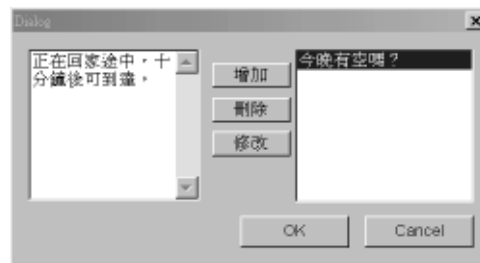 Dialog
正在回家途中，十
分鐘後可到達。
增加
刪除
修改
今晚有空嗎？
OK
Cancel